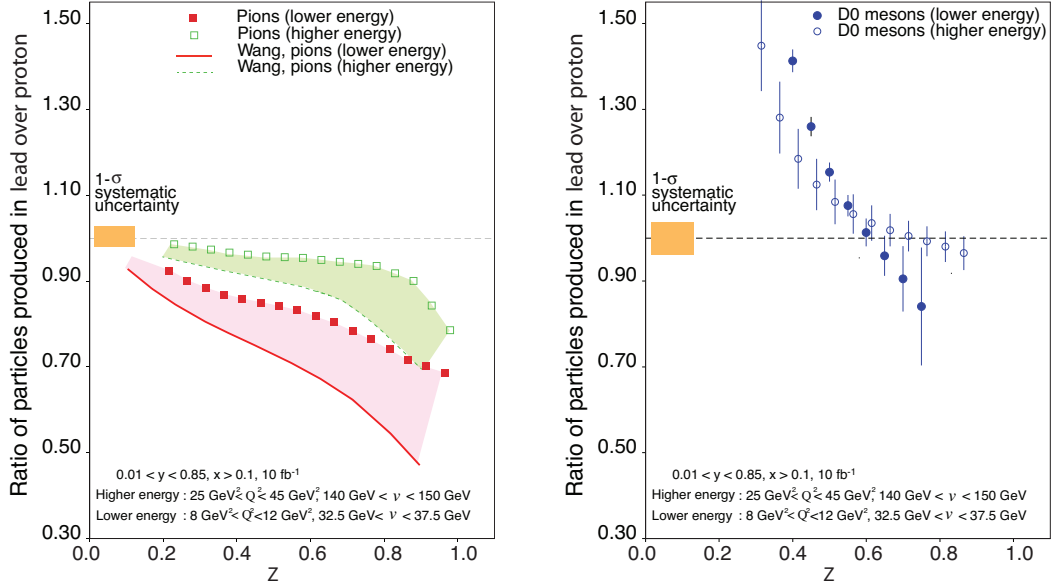 Ratio of particles produced in lead over proton
1.50
1.30
1.10
0.90
0.70
0.50
0.30
Pions (lower energy)
Pions (higher energy)
Wang, pions (lower energy)
Wang, pions (higher energy)
1-σ
systematic
uncertainty
0.01 < y < 0.85, x > 0.1, 10 fb⁻¹
Higher energy : 25 GeV²< Q²< 45 GeV², 140 GeV < ν < 150 GeV
Lower energy : 8 GeV²< Q²<12 GeV², 32.5 GeV< ν < 37.5 GeV
0.0 0.2 0.4 0.6 0.8 1.0
Z
Ratio of particles produced in lead over proton
1.50
1.30
1.10
0.90
0.70
0.50
0.30
D0 mesons (lower energy)
D0 mesons (higher energy)
1-σ
systematic
uncertainty
0.01 < y < 0.85, x > 0.1, 10 fb⁻¹
Higher energy : 25 GeV²< Q²< 45 GeV², 140 GeV < ν < 150 GeV
Lower energy : 8 GeV²< Q²<12 GeV², 32.5 GeV< ν < 37.5 GeV
0.0 0.2 0.4 0.6 0.8 1.0
Z